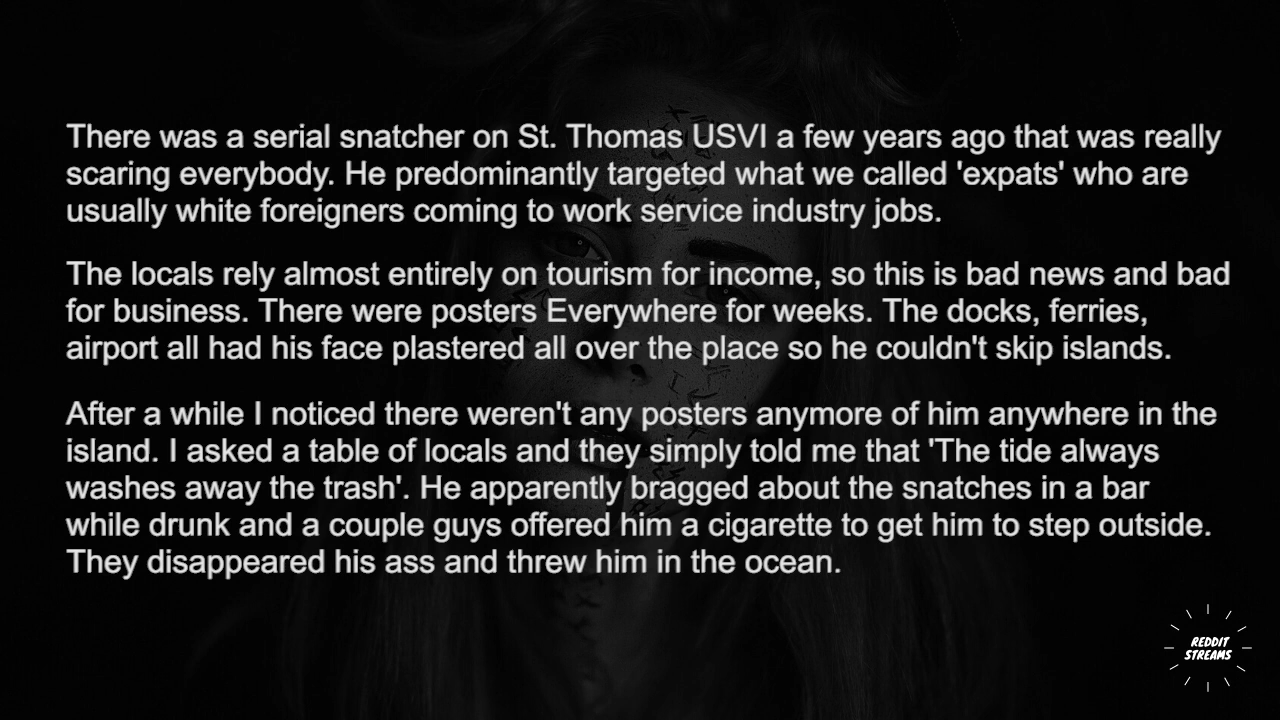 There was a serial snatcher on St. Thomas USVI a few years ago that was really
scaring everybody. He predominantly targeted what we called 'expats' who are
usually white foreigners coming to work service industry jobs.
The locals rely almost entirely on tourism for income, so this is bad news and bad
for business. There were posters Everywhere for weeks. The docks, ferries,
airport all had his face plastered all over the place so he couldn't skip islands.
After a while I noticed there weren't any posters anymore of him anywhere in the
island. I asked a table of locals and they simply told me that 'The tide always
washes away the trash'. He apparently bragged about the snatches in a bar
while drunk and a couple guys offered him a cigarette to get him to step outside.
They disappeared his ass and threw him in the ocean.
REDDIT
STREAMS